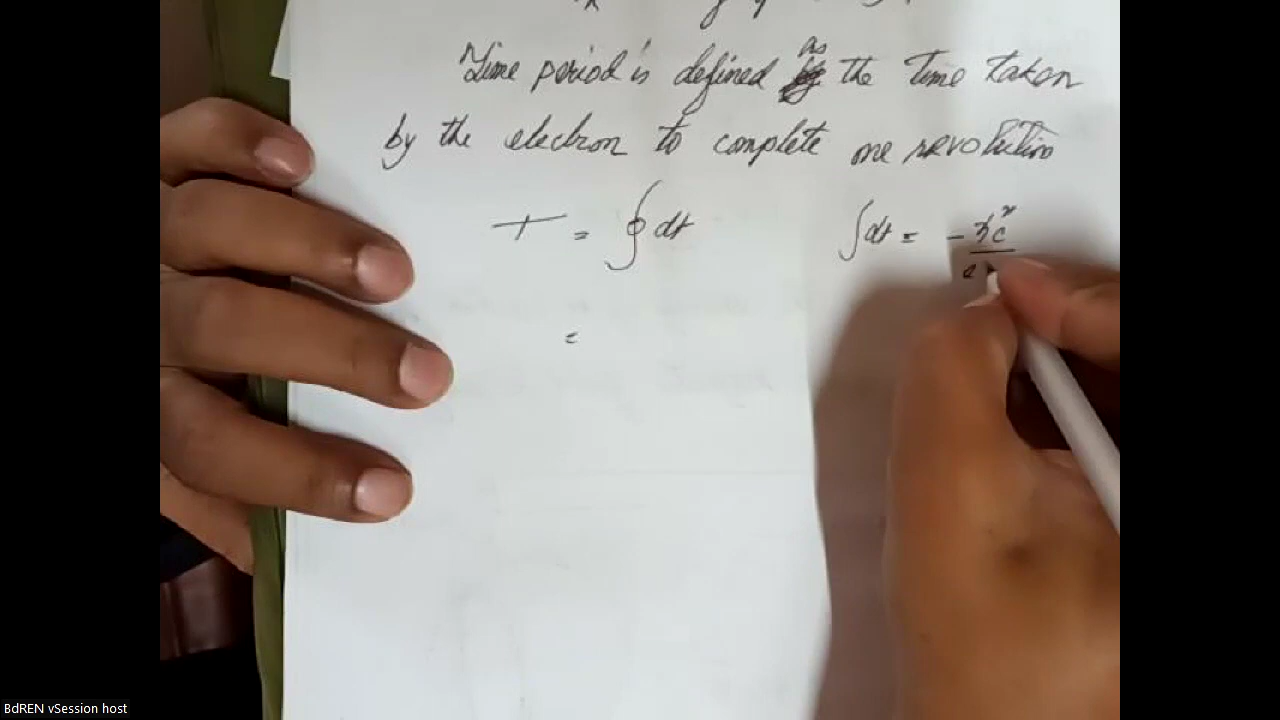 Time period is defined as the Time taken
by the electron to complete one revolution
T = ∮ dt ∫dt = -
=
BdREN vSession host